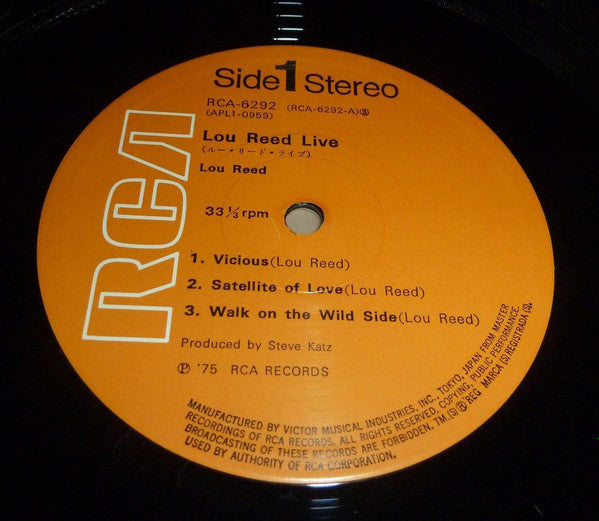 RCA
Side 1 Stereo
RCA-6292 (RCA-6292-A)Ⓑ
(APL1-0959)
Lou Reed Live
(ルー・リード・ライブ)
Lou Reed
33 1/3 rpm
1. Vicious(Lou Reed)
2. Satellite of Love(Lou Reed)
3. Walk on the Wild Side(Lou Reed)
Produced by Steve Katz
Ⓟ '75 RCA RECORDS
MANUFACTURED BY VICTOR MUSICAL INDUSTRIES, INC., TOKYO, JAPAN FROM MASTER
RECORDINGS OF RCA RECORDS. ALL RIGHTS RESERVED, COPYING, PUBLIC PERFORMANCE,
BROADCASTING OF THESE RECORDS ARE FORBIDDEN, TM.(S)® REG MARCA (S) REGISTRADA (S).
USED BY AUTHORITY OF RCA CORPORATION.